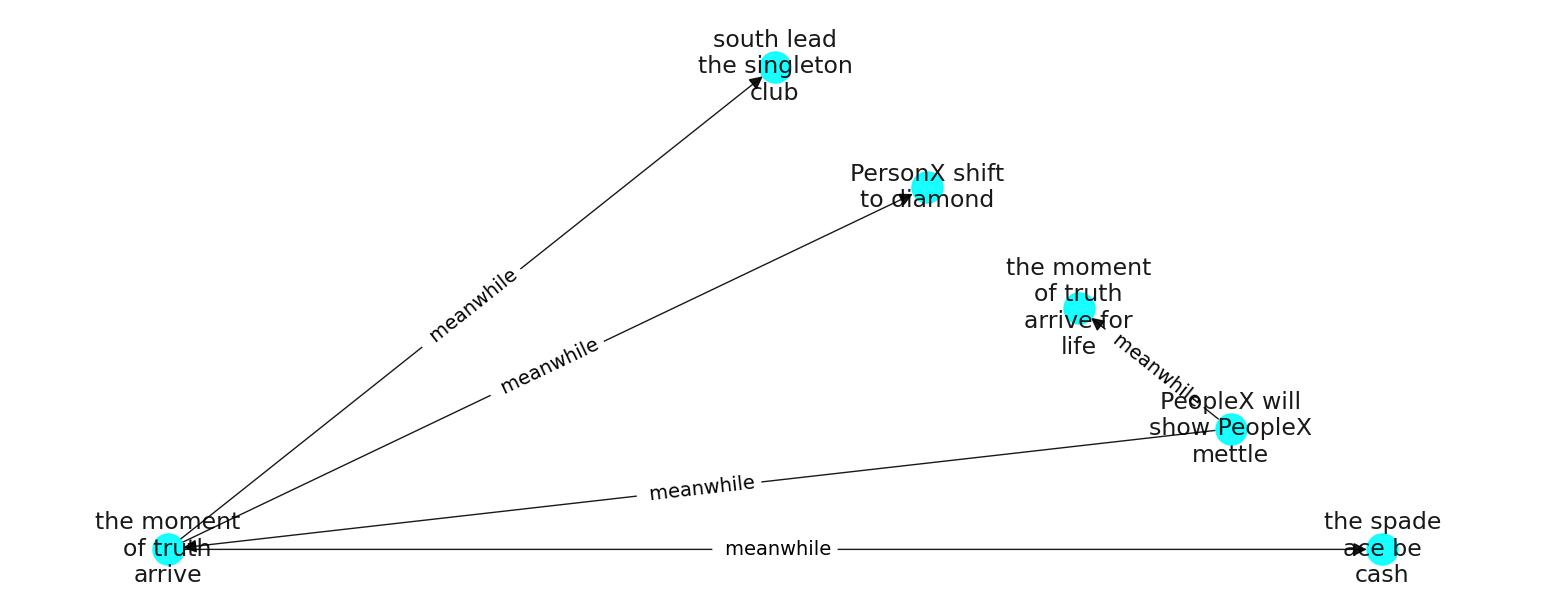 south lead
the singleton
club
PersonX shift
to diamond
the moment
of truth
arrive for
life
meanwhile
meanwhile
meanwhile
PeopleX will
show PeopleX
mettle
meanwhile
the moment
of truth
arrive
meanwhile
the spade
ace be
cash